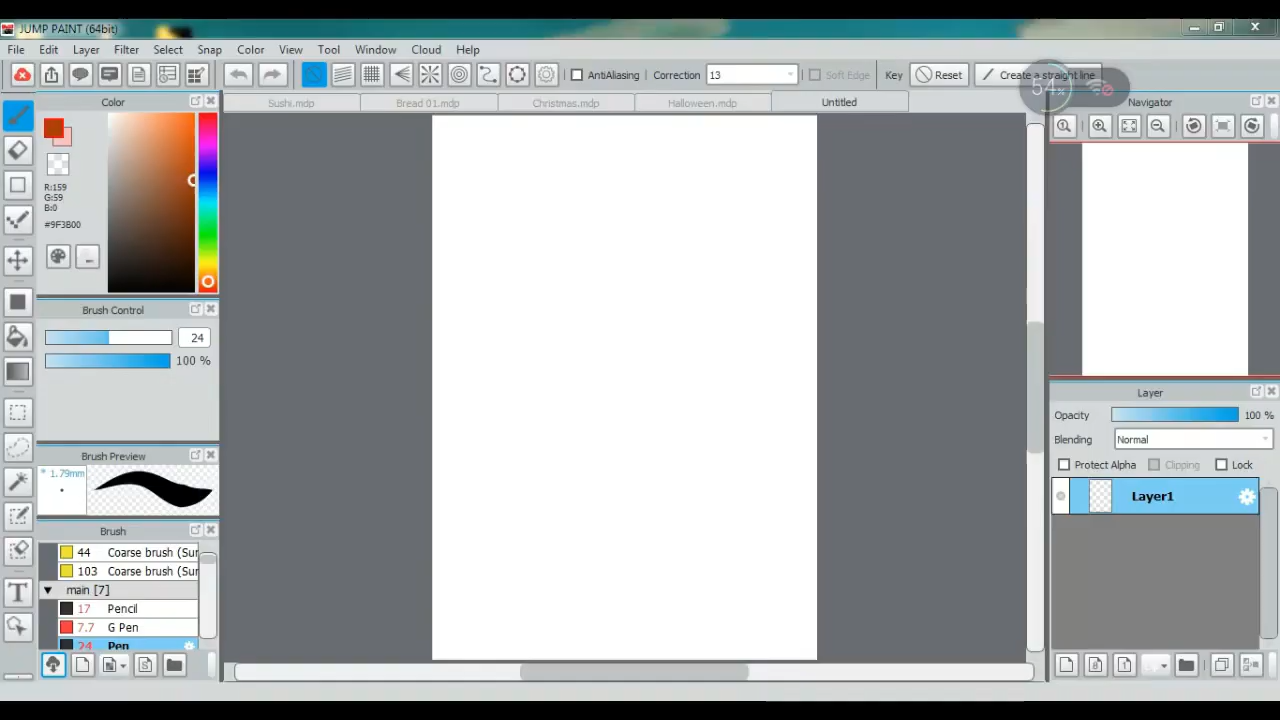 JUMP PAINT (64bit)
File Edit Layer Filter Select Snap Color View Tool Window Cloud Help
AntiAliasing Correction 13 Soft Edge Key Reset Create a straight line
54%
Color Sushi.mdp Bread 01.mdp Christmas.mdp Halloween.mdp Untitled Navigator
R:159
G:59
B:0
#9F3B00
Brush Control
24
100 %
Brush Preview
* 1.79mm
Brush
44 Coarse brush (Sur
103 Coarse brush (Sur
main [7]
17 Pencil
7.7 G Pen
24 Pen
Layer
Opacity 100 %
Blending Normal
Protect Alpha Clipping Lock
Layer1